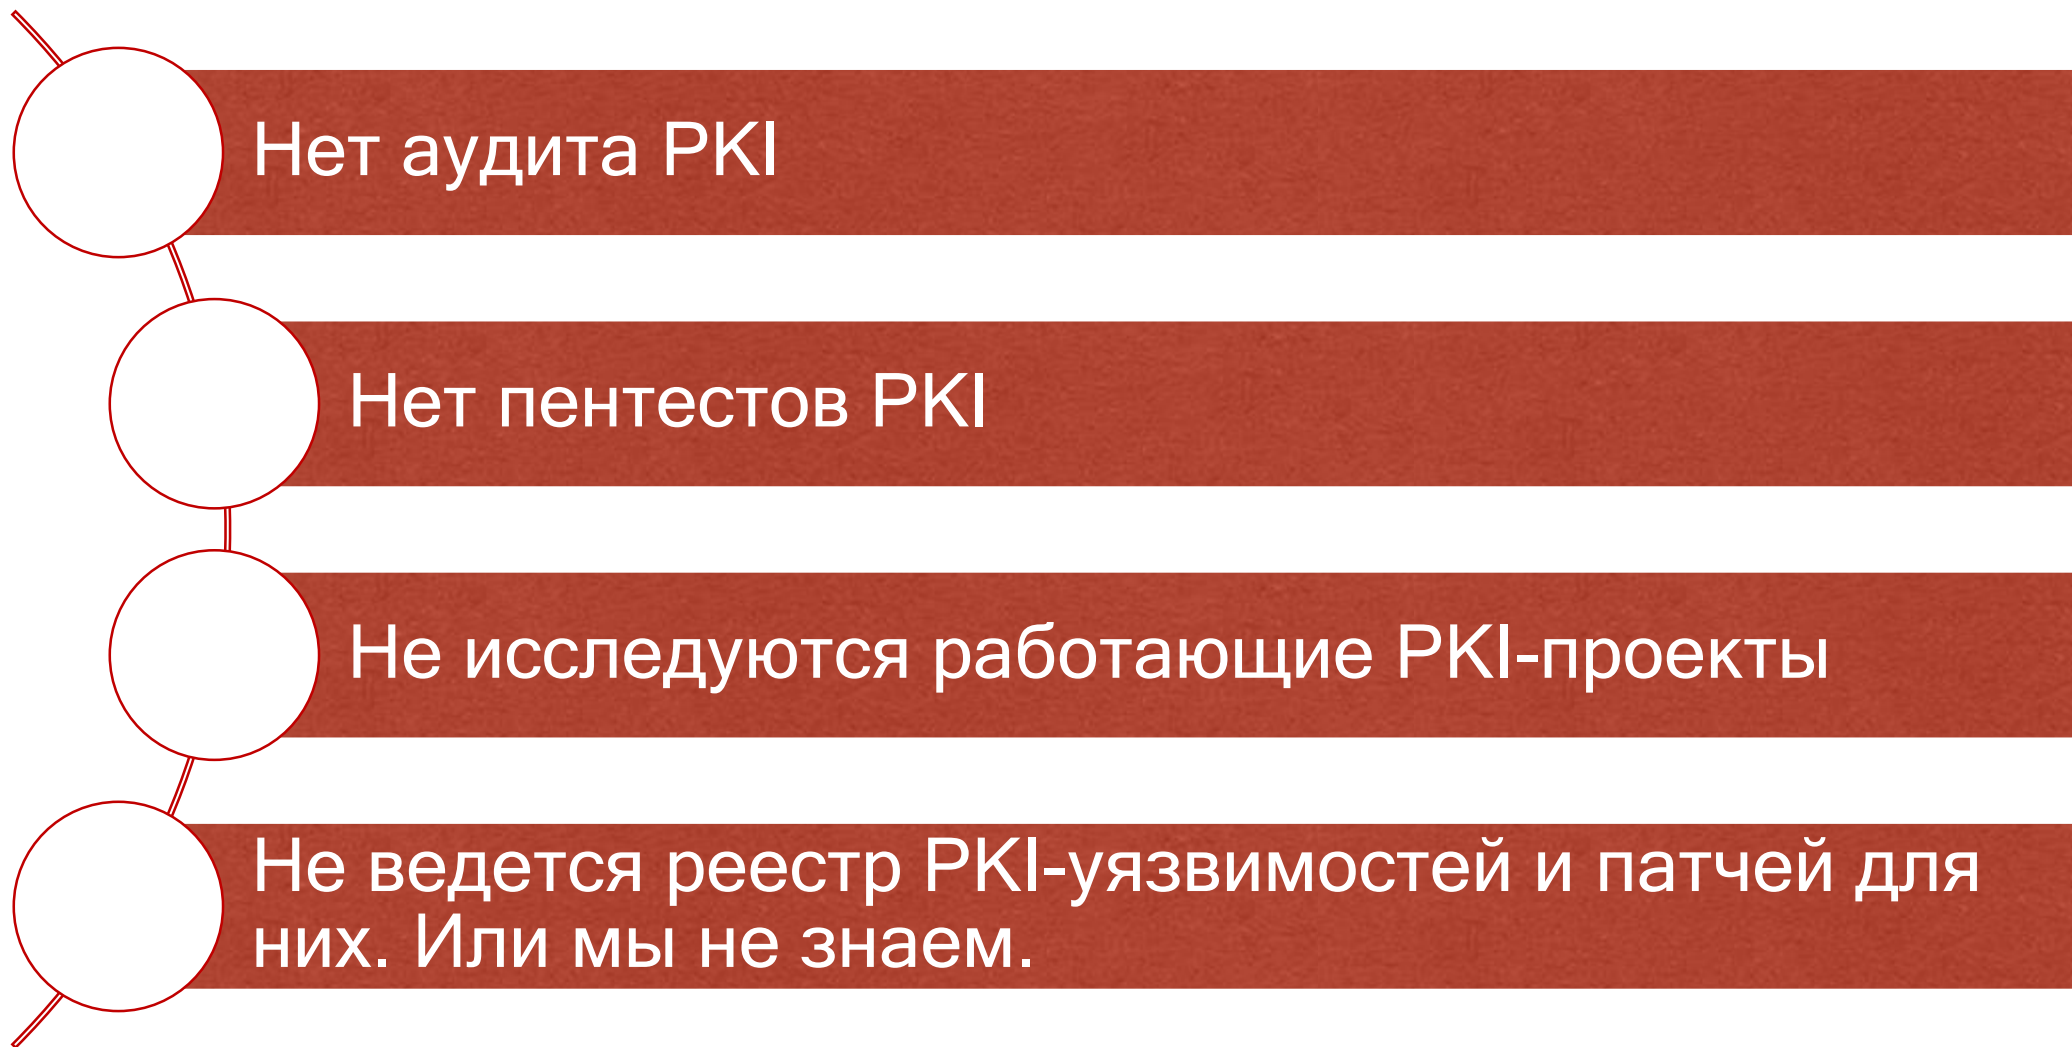 Нет аудита PKI
Нет пентестов PKI
Не исследуются работающие PKI-проекты
Не ведется реестр PKI-уязвимостей и патчей для
них. Или мы не знаем.